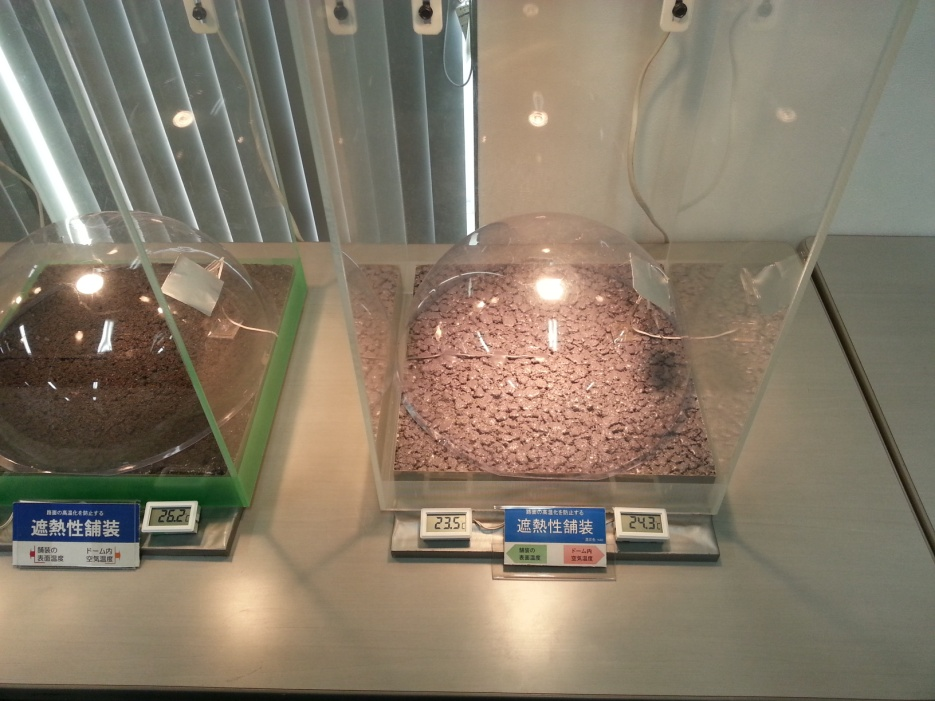 路面の高温化を防止する
遮熱性舗装
舗装の
表面温度
ドーム内
空気温度
26.2
23.5c
路面の高温化を防止する
遮熱性舗装
舗装の
表面温度
ドーム内
空気温度
24.3c